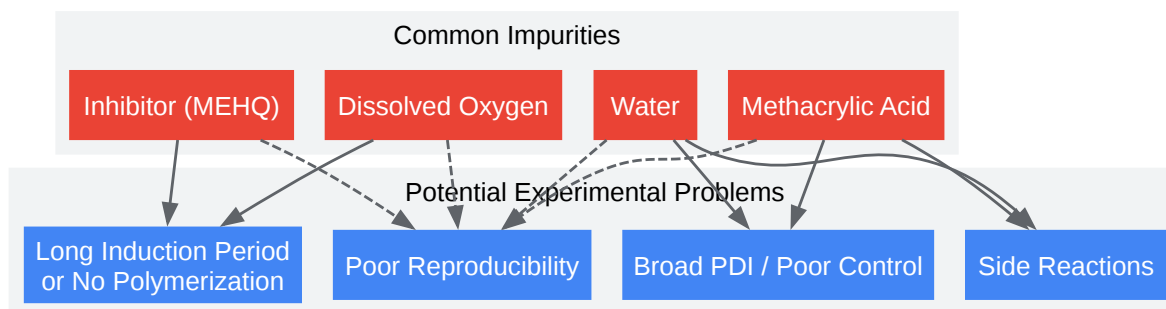 Common Impurities
Inhibitor (MEHQ)
Dissolved Oxygen
Water
Methacrylic Acid
Potential Experimental Problems
Long Induction Period
or No Polymerization
Poor Reproducibility
Broad PDI / Poor Control
Side Reactions